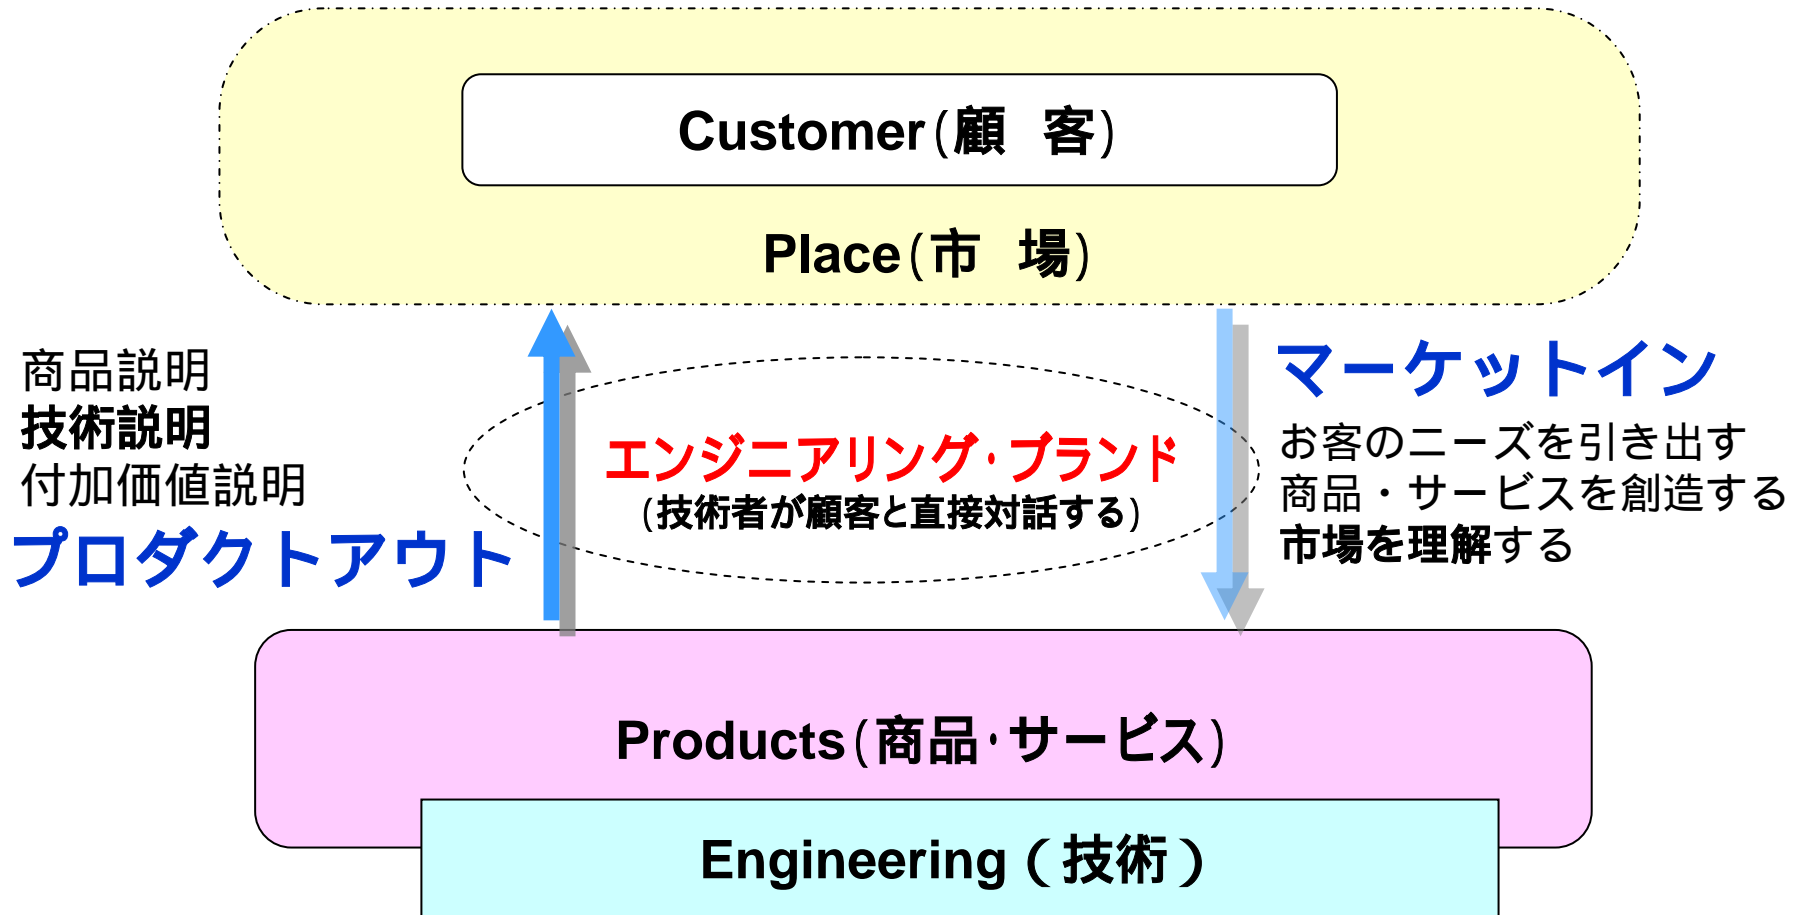 Customer(顧 客)
Place(市 場)
商品説明
技術説明
付加価値説明
プロダクトアウト
エンジニアリング・ブランド
(技術者が顧客と直接対話する)
マーケットイン
お客のニーズを引き出す
商品・サービスを創造する
市場を理解する
Products(商品・サービス)
Engineering(技術)